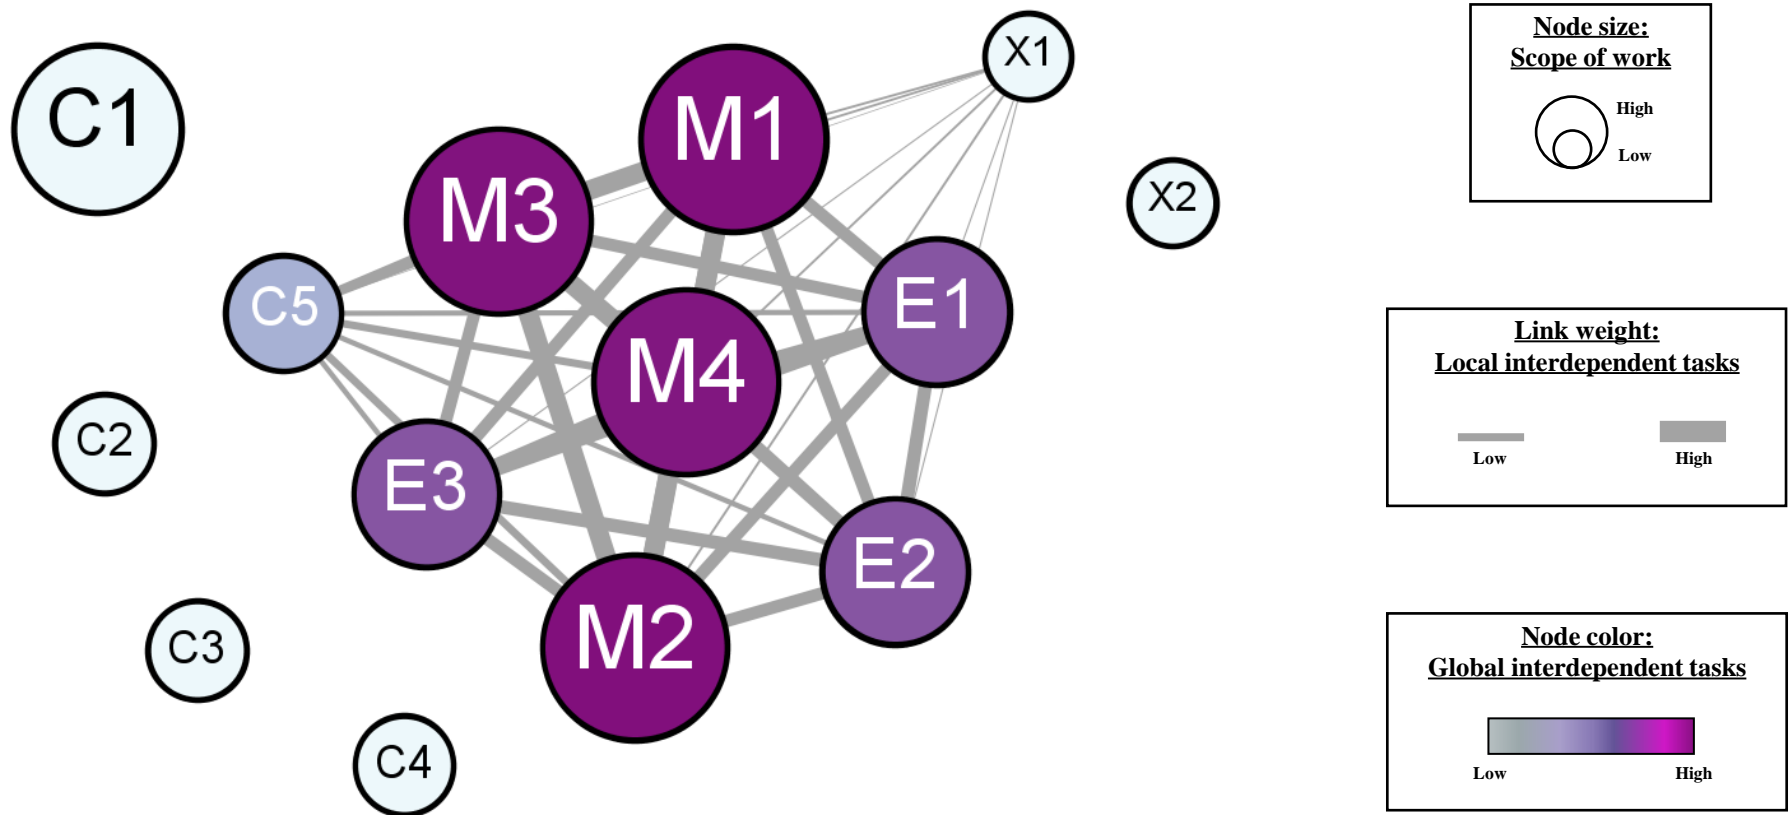 C1
M1
X1
M3
X2
C5
E1
M4
C2
E3
E2
C3
M2
C4
Node size:
Scope of work
High
Low
Link weight:
Local interdependent tasks
Low High
Node color:
Global interdependent tasks
Low High